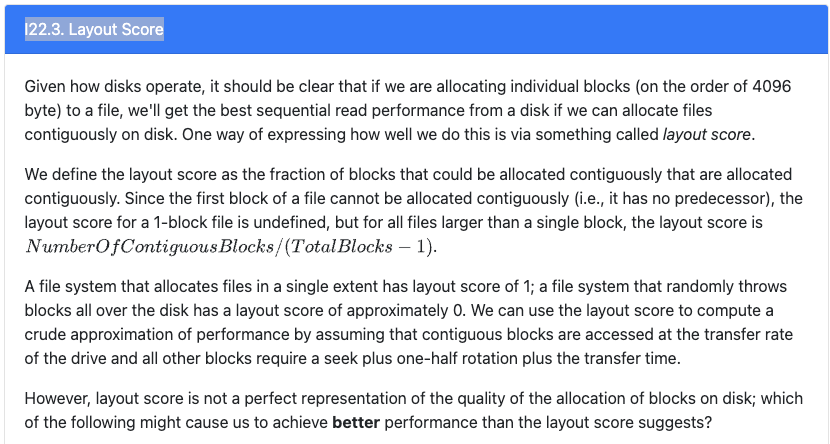 I22.3. Layout Score
Given how disks operate, it should be clear that if we are allocating individual blocks (on the order of 4096
byte) to a file, we'll get the best sequential read performance from a disk if we can allocate files
contiguously on disk. One way of expressing how well we do this is via something called layout score.
We define the layout score as the fraction of blocks that could be allocated contiguously that are allocated
contiguously. Since the first block of a file cannot be allocated contiguously (i.e., it has no predecessor), the
layout score for a 1-block file is undefined, but for all files larger than a single block, the layout score is
NumberOfContiguousBlocks/(TotalBlocks − 1).
A file system that allocates files in a single extent has layout score of 1; a file system that randomly throws
blocks all over the disk has a layout score of approximately 0. We can use the layout score to compute a
crude approximation of performance by assuming that contiguous blocks are accessed at the transfer rate
of the drive and all other blocks require a seek plus one-half rotation plus the transfer time.
However, layout score is not a perfect representation of the quality of the allocation of blocks on disk; which
of the following might cause us to achieve better performance than the layout score suggests?